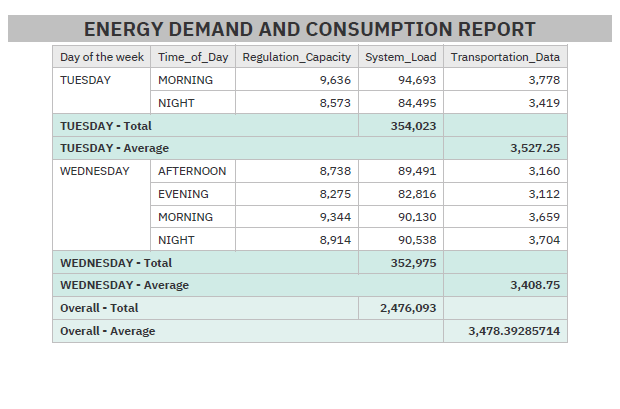 ENERGY DEMAND AND CONSUMPTION REPORT
Day of the week Time_of_Day Regulation_Capacity System_Load Transportation_Data
TUESDAY MORNING 9,636 94,693 3,778
NIGHT 8,573 84,495 3,419
TUESDAY - Total 354,023
TUESDAY - Average 3,527.25
WEDNESDAY AFTERNOON 8,738 89,491 3,160
EVENING 8,275 82,816 3,112
MORNING 9,344 90,130 3,659
NIGHT 8,914 90,538 3,704
WEDNESDAY - Total 352,975
WEDNESDAY - Average 3,408.75
Overall - Total 2,476,093
Overall - Average 3,478.39285714